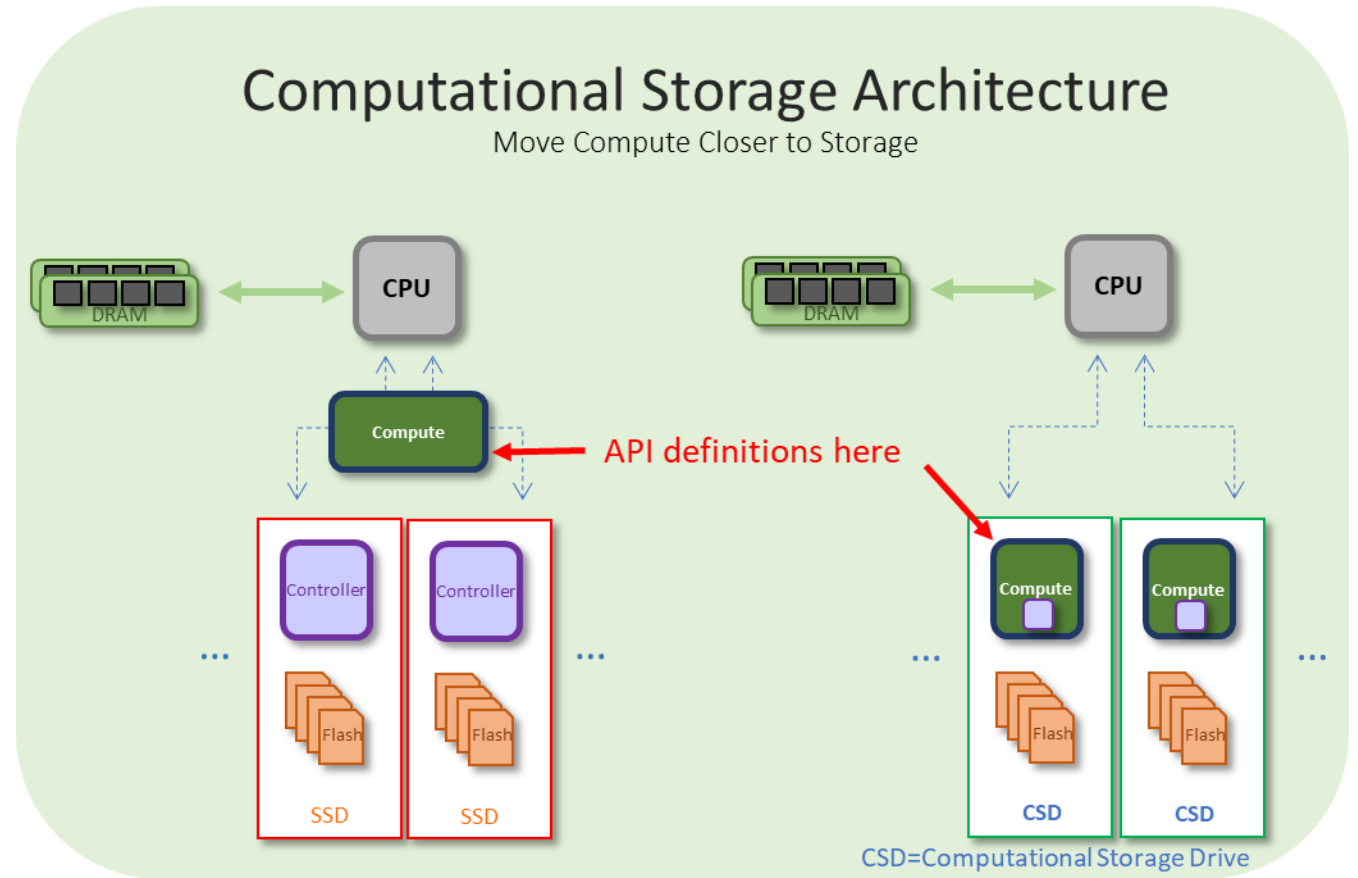 Computational Storage Architecture
Move Compute Closer to Storage
DRAM
CPU
DRAM
CPU
Compute
API definitions here
Controller
Controller
Compute
Compute
...
...
...
...
Flash
Flash
Flash
Flash
SSD
SSD
CSD
CSD
CSD=Computational Storage Drive